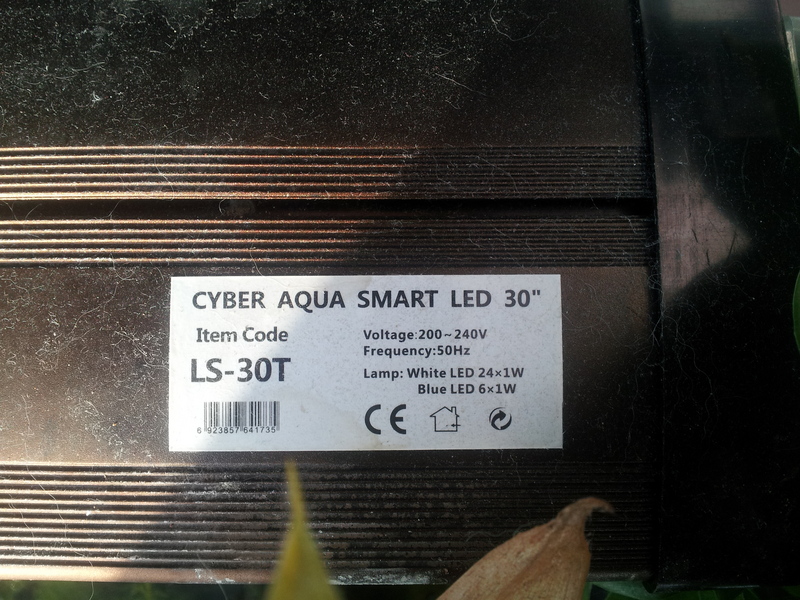 CYBER AQUA SMART LED 30"
Item Code
LS-30T
Voltage:200~240V
Frequency:50Hz
Lamp: White LED 24×1W
Blue LED 6×1W
6 923857 641735
CE